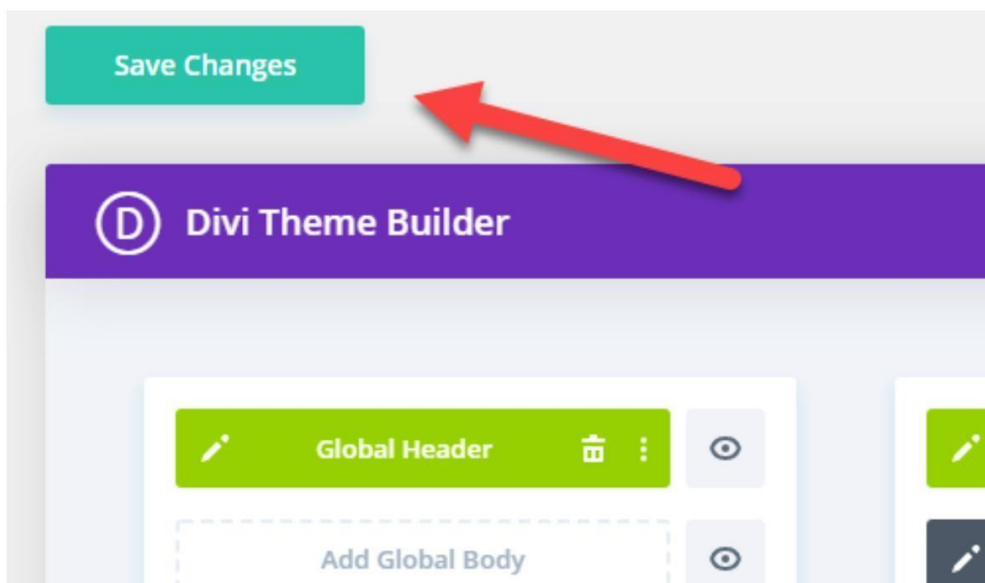 Save Changes
D Divi Theme Builder
Global Header
Add Global Body